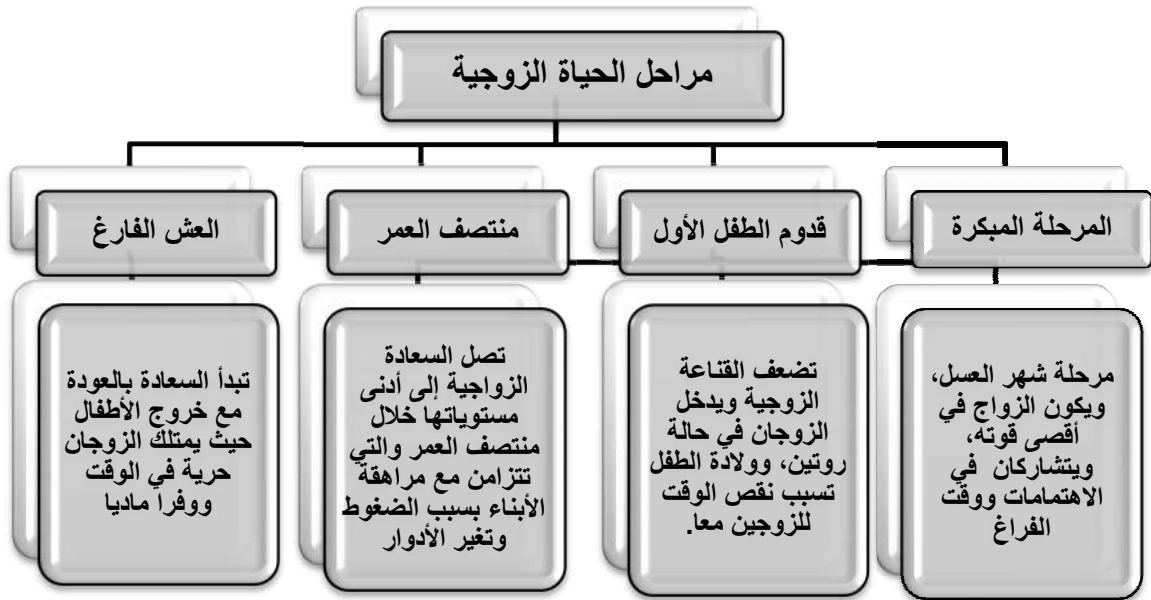 مراحل الحياة الزوجية
المرحلة المبكرة
قدوم الطفل الأول
منتصف العمر
العش الفارغ
مرحلة شهر العسل،
ويكون الزواج في
أقصى قوته،
ويتشاركان في
الاهتمامات ووقت
الفراغ
تضعف القناعة
الزوجية ويدخل
الزوجان في حالة
روتين، وولادة الطفل
تسبب نقص الوقت
للزوجين معا.
تصل السعادة
الزواجية إلى أدنى
مستوياتها خلال
منتصف العمر والتي
تتزامن مع مراهقة
الأبناء بسبب الضغوط
وتغير الأدوار
تبدأ السعادة بالعودة
مع خروج الأطفال
حيث يمتلك الزوجان
حرية في الوقت
ووفرا ماديا